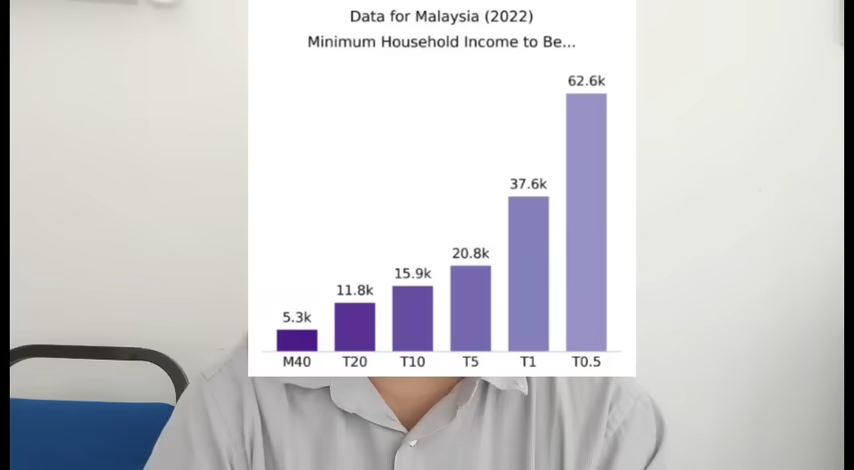 Data for Malaysia (2022)
Minimum Household Income to Be...
62.6k
37.6k
20.8k
15.9k
11.8k
5.3k
M40 T20 T10 T5 T1 T0.5